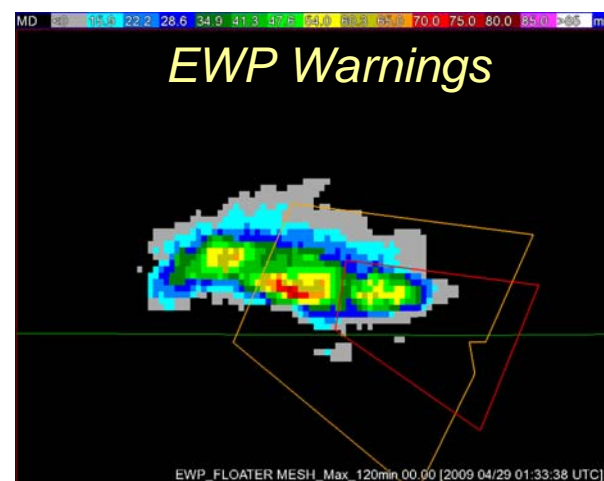 MD 15.9 22.2 28.6 34.9 41.3 47.6 54.0 60.3 65.0 70.0 75.0 80.0 85.0 >85 m
EWP Warnings
EWP_FLOATER MESH_Max_120min 00.00 [2009 04/29 01:33:38 UTC]